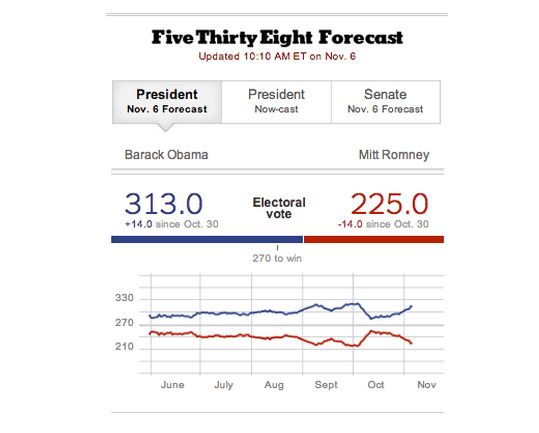 FiveThirtyEight Forecast
Updated 10:10 AM ET on Nov. 6
President President Senate
Nov. 6 Forecast Now-cast Nov. 6 Forecast
Barack Obama Mitt Romney
313.0 Electoral vote 225.0
+14.0 since Oct. 30 -14.0 since Oct. 30
270 to win
330
270
210
June July Aug Sept Oct Nov